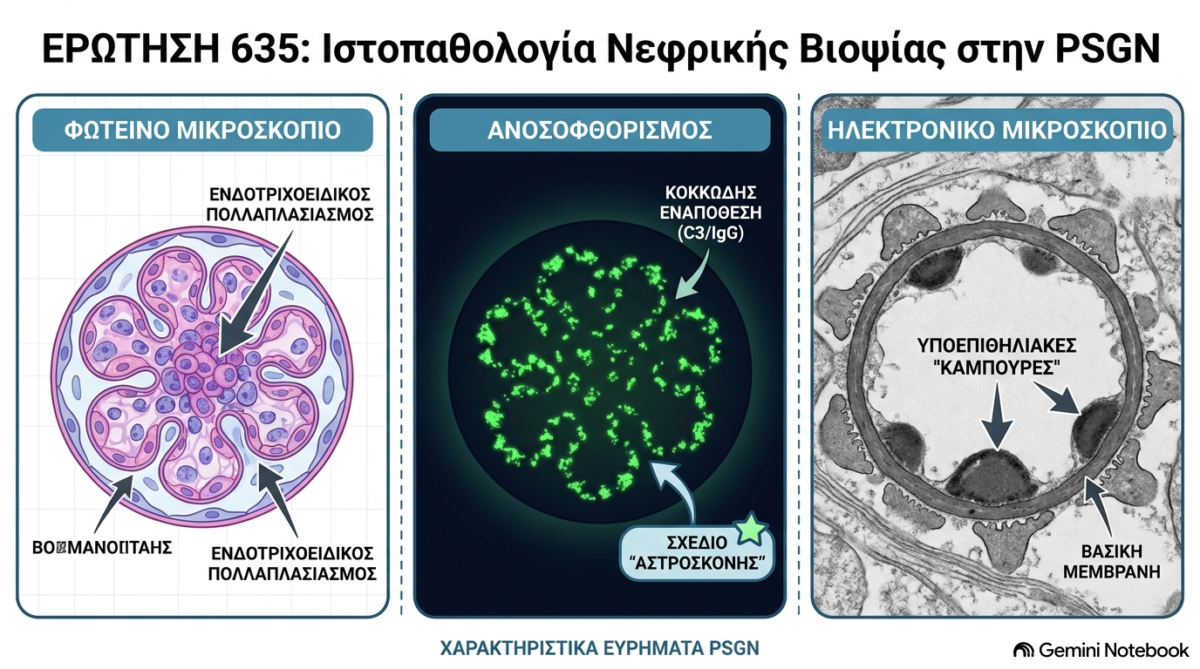 ΕΡΩΤΗΣΗ 635: Ιστοπαθολογία Νεφρικής Βιοψίας στην PSGN
ΦΩΤΕΙΝΟ ΜΙΚΡΟΣΚΟΠΙΟ
ΕΝΔΟΤΡΙΧΟΕΙΔΙΚΟΣ
ΠΟΛΛΑΠΛΑΣΙΑΣΜΟΣ
ΕΝΔΟΤΡΙΧΟΕΙΔΙΚΟΣ
ΠΟΛΛΑΠΛΑΣΙΑΣΜΟΣ
ΑΝΟΣΟΦΘΟΡΙΣΜΟΣ
ΚΟΚΚΩΔΗΣ
ΕΝΑΠΟΘΕΣΗ
(C3/IgG)
ΣΧΕΔΙΟ
"ΑΣΤΡΟΣΚΟΝΗΣ"
ΗΛΕΚΤΡΟΝΙΚΟ ΜΙΚΡΟΣΚΟΠΙΟ
ΥΠΟΕΠΙΘΗΛΙΑΚΕΣ
"ΚΑΜΠΟΥΡΕΣ"
ΒΑΣΙΚΗ
ΜΕΜΒΡΑΝΗ
ΧΑΡΑΚΤΗΡΙΣΤΙΚΑ ΕΥΡΗΜΑΤΑ PSGN
Gemini Notebook